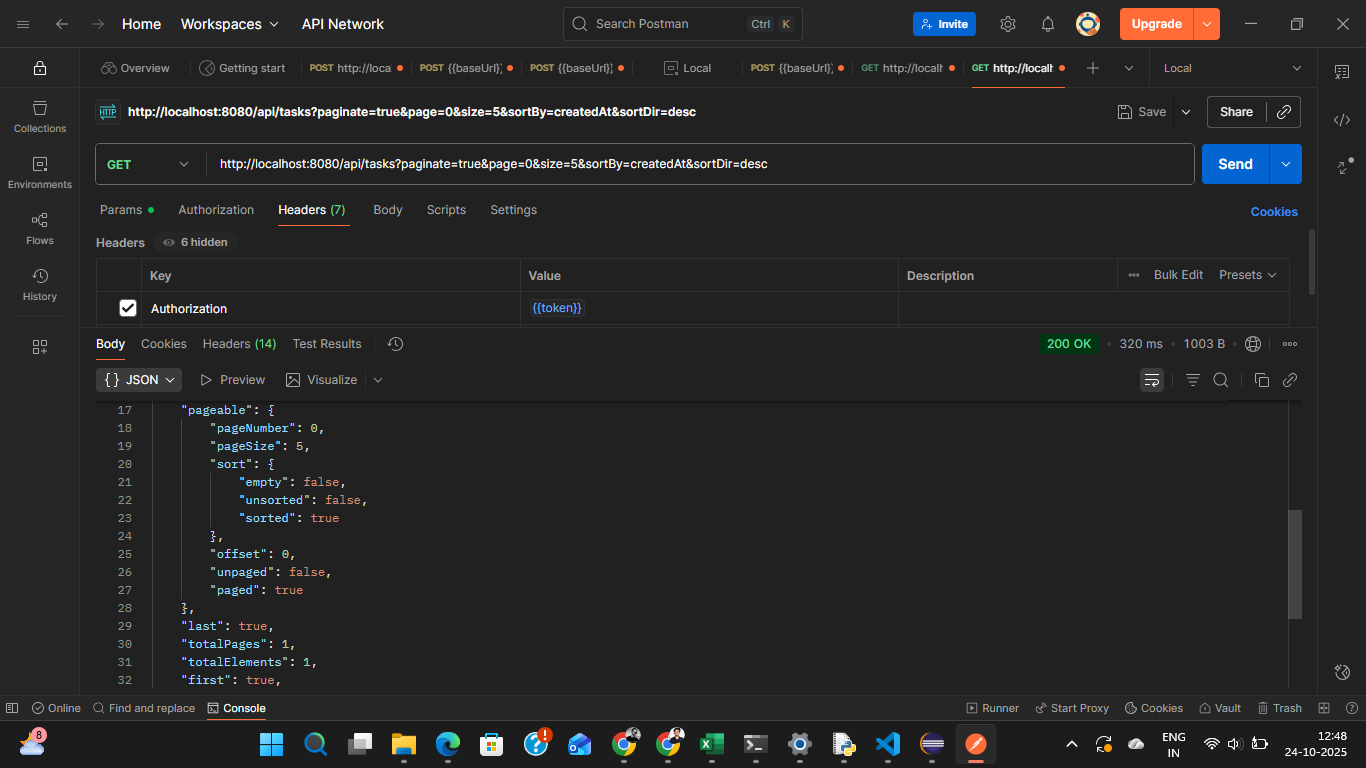 Home Workspaces API Network Search Postman Ctrl K Invite Upgrade
Overview Getting start POST http://loca POST {{baseUrl}} POST {{baseUrl}} Local POST {{baseUrl}} GET http://localh GET http://localh Local
HTTP http://localhost:8080/api/tasks?paginate=true&page=0&size=5&sortBy=createdAt&sortDir=desc Save Share
Collections
GET http://localhost:8080/api/tasks?paginate=true&page=0&size=5&sortBy=createdAt&sortDir=desc Send
Environments
Params Authorization Headers (7) Body Scripts Settings Cookies
Flows
Headers 6 hidden
History
Key Value Description Bulk Edit Presets
Authorization {{token}}
Body Cookies Headers (14) Test Results 200 OK 320 ms 1003 B
{} JSON Preview Visualize
17 "pageable": {
18 "pageNumber": 0,
19 "pageSize": 5,
20 "sort": {
21 "empty": false,
22 "unsorted": false,
23 "sorted": true
24 },
25 "offset": 0,
26 "unpaged": false,
27 "paged": true
28 },
29 "last": true,
30 "totalPages": 1,
31 "totalElements": 1,
32 "first": true,
Online Find and replace Console Runner Start Proxy Cookies Vault Trash
8 ENG 12:48
IN 24-10-2025